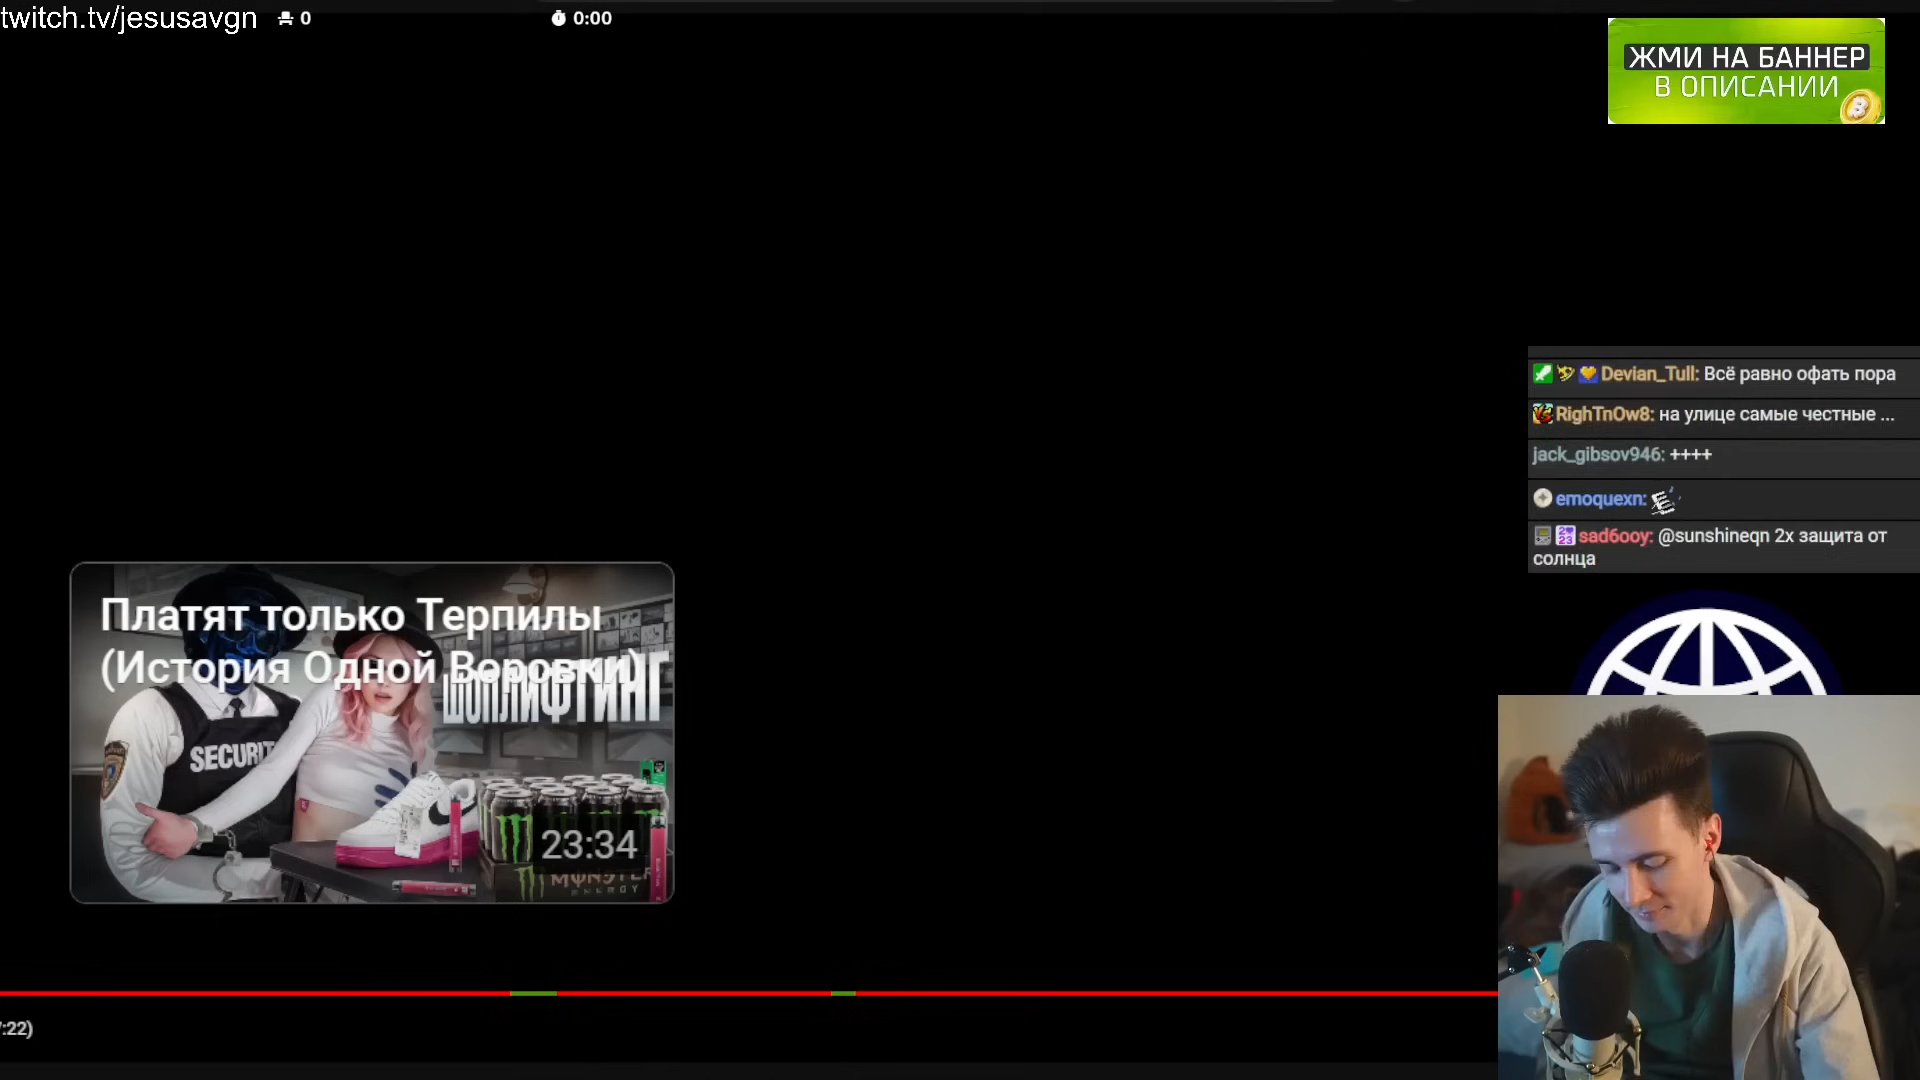 twitch.tv/jesusavgn
0
0:00
ЖМИ НА БАННЕР
В ОПИСАНИИ
Devian_Tull: Всё равно офать пора
RighTnOw8: на улице самые честные ...
jack_gibsov946: ++++
emoquexn:
sad6ooy: @sunshineqn 2x защита от
солнца
Платят только Терпилы
(История Одной Воровки)
ШОПЛИФТИНГ
SECURIT
23:34
MONSTER
ENERGY
:22)